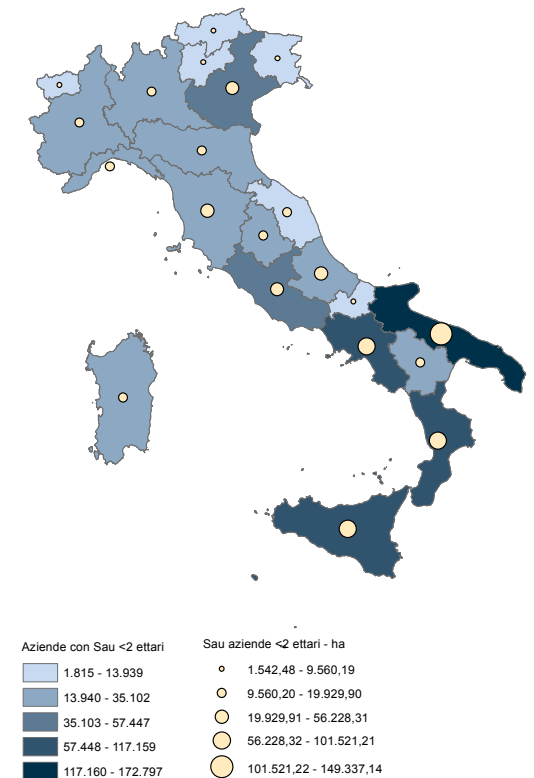 Aziende con Sau <2 ettari
1.815 - 13.939
13.940 - 35.102
35.103 - 57.447
57.448 - 117.159
117.160 - 172.797
Sau aziende <2 ettari - ha
1.542,48 - 9.560,19
9.560,20 - 19.929,90
19.929,91 - 56.228,31
56.228,32 - 101.521,21
101.521,22 - 149.337,14